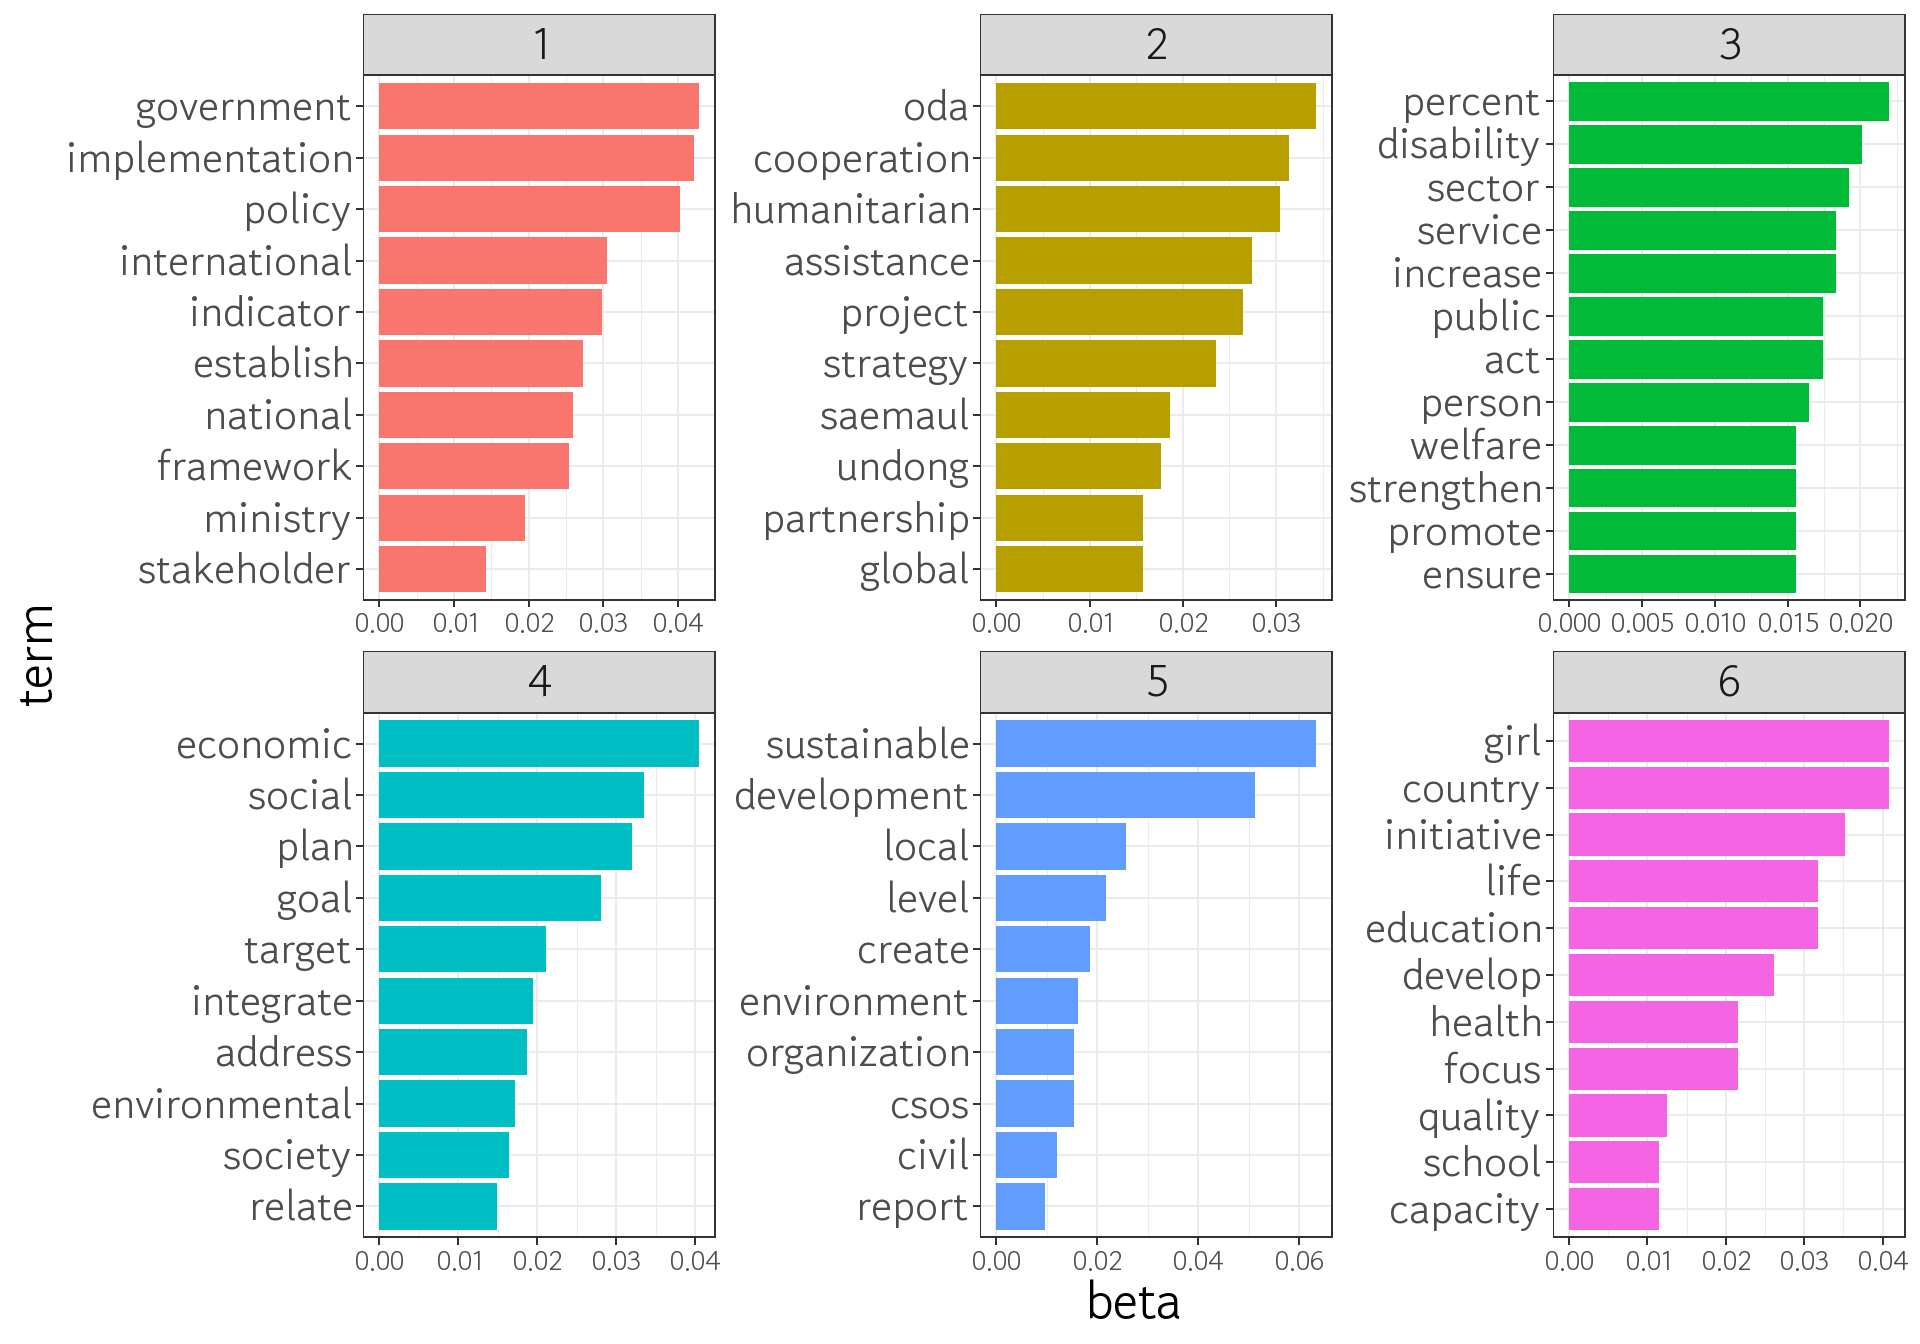 1
government
implementation
policy
international
indicator
establish
national
framework
ministry
stakeholder
0.00 0.01 0.02 0.03 0.04
2
oda
cooperation
humanitarian
assistance
project
strategy
saemaul
undong
partnership
global
0.00 0.01 0.02 0.03
3
percent
disability
sector
service
increase
public
act
person
welfare
strengthen
promote
ensure
0.000 0.005 0.010 0.015 0.020
term
4
economic
social
plan
goal
target
integrate
address
environmental
society
relate
0.00 0.01 0.02 0.03 0.04
5
sustainable
development
local
level
create
environment
organization
csos
civil
report
0.00 0.02 0.04 0.06
6
girl
country
initiative
life
education
develop
health
focus
quality
school
capacity
0.00 0.01 0.02 0.03 0.04
beta